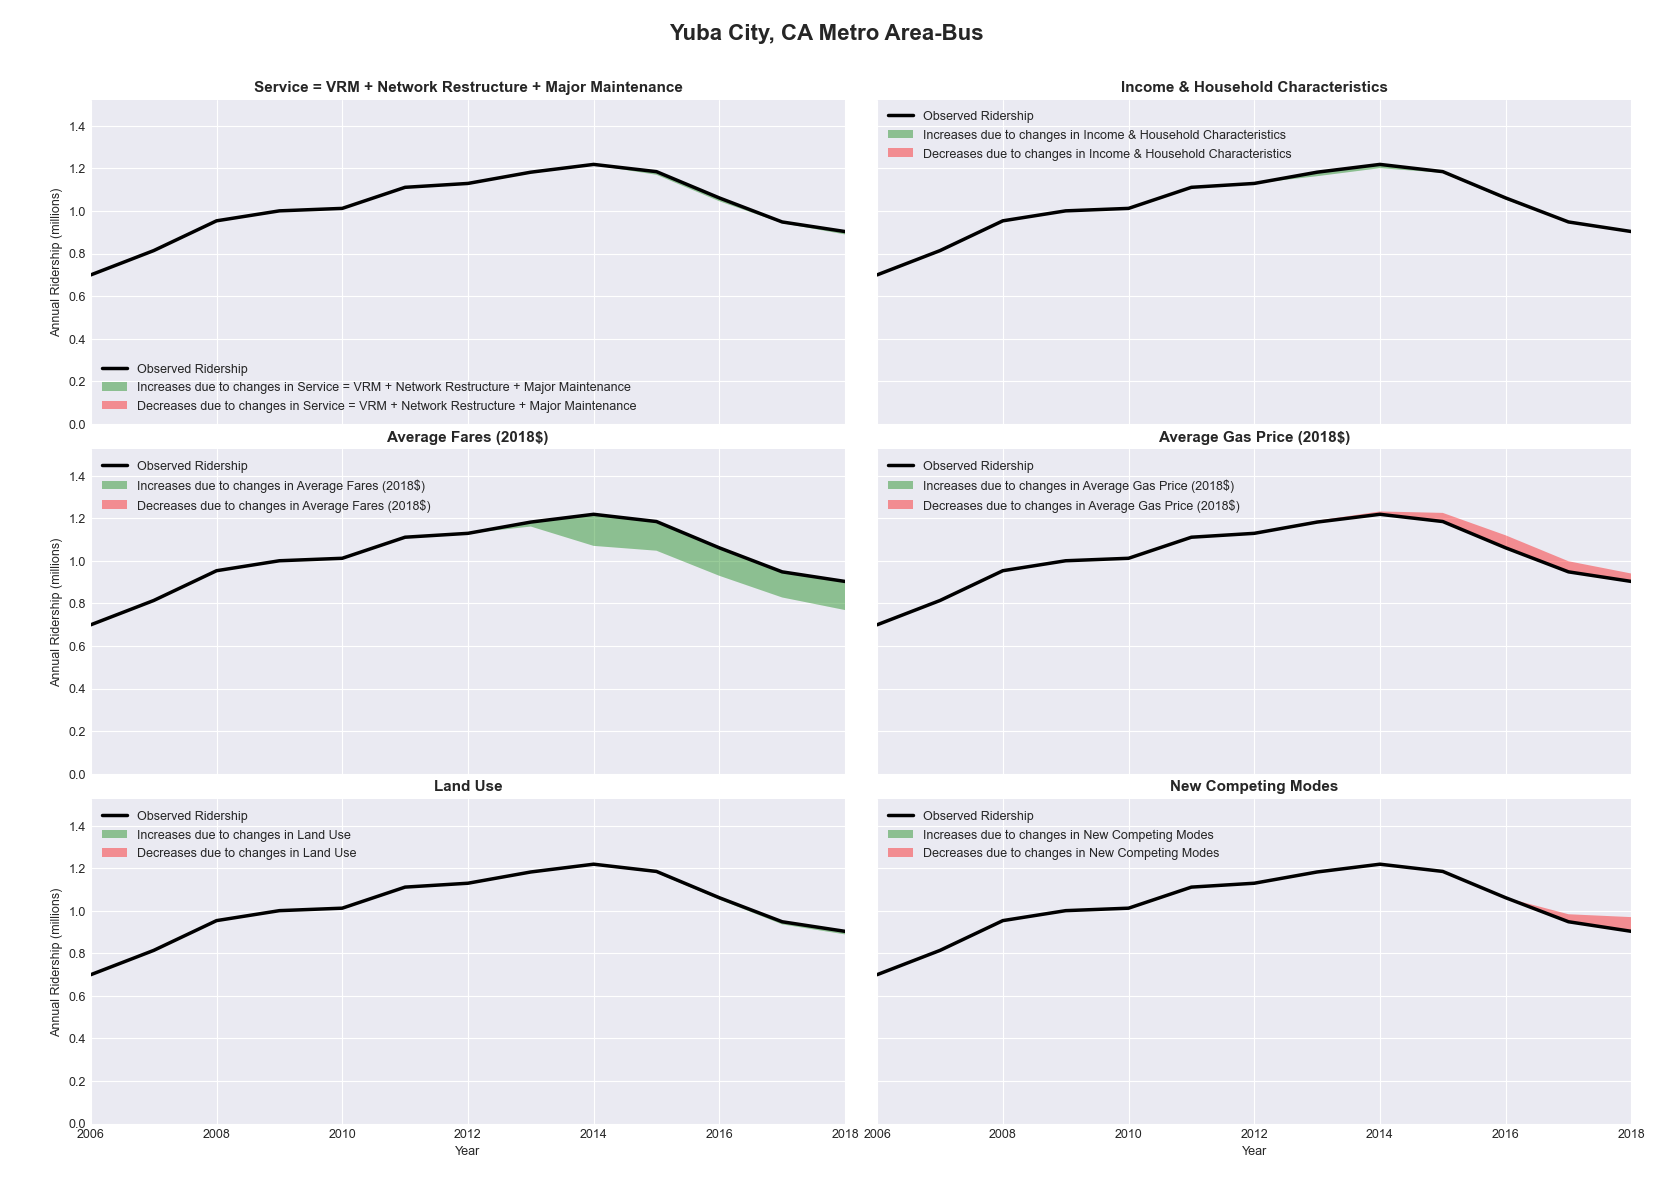 Yuba City, CA Metro Area-Bus
Service = VRM + Network Restructure + Major Maintenance
Annual Ridership (millions)
1.4
1.2
1.0
0.8
0.6
0.4
0.2
0.0
Observed Ridership
Increases due to changes in Service = VRM + Network Restructure + Major Maintenance
Decreases due to changes in Service = VRM + Network Restructure + Major Maintenance
Income & Household Characteristics
Observed Ridership
Increases due to changes in Income & Household Characteristics
Decreases due to changes in Income & Household Characteristics
Average Fares (2018$)
Annual Ridership (millions)
1.4
1.2
1.0
0.8
0.6
0.4
0.2
0.0
Observed Ridership
Increases due to changes in Average Fares (2018$)
Decreases due to changes in Average Fares (2018$)
Average Gas Price (2018$)
Observed Ridership
Increases due to changes in Average Gas Price (2018$)
Decreases due to changes in Average Gas Price (2018$)
Land Use
Annual Ridership (millions)
1.4
1.2
1.0
0.8
0.6
0.4
0.2
0.0
Observed Ridership
Increases due to changes in Land Use
Decreases due to changes in Land Use
2006 2008 2010 2012 2014 2016 2018
Year
New Competing Modes
Observed Ridership
Increases due to changes in New Competing Modes
Decreases due to changes in New Competing Modes
2006 2008 2010 2012 2014 2016 2018
Year